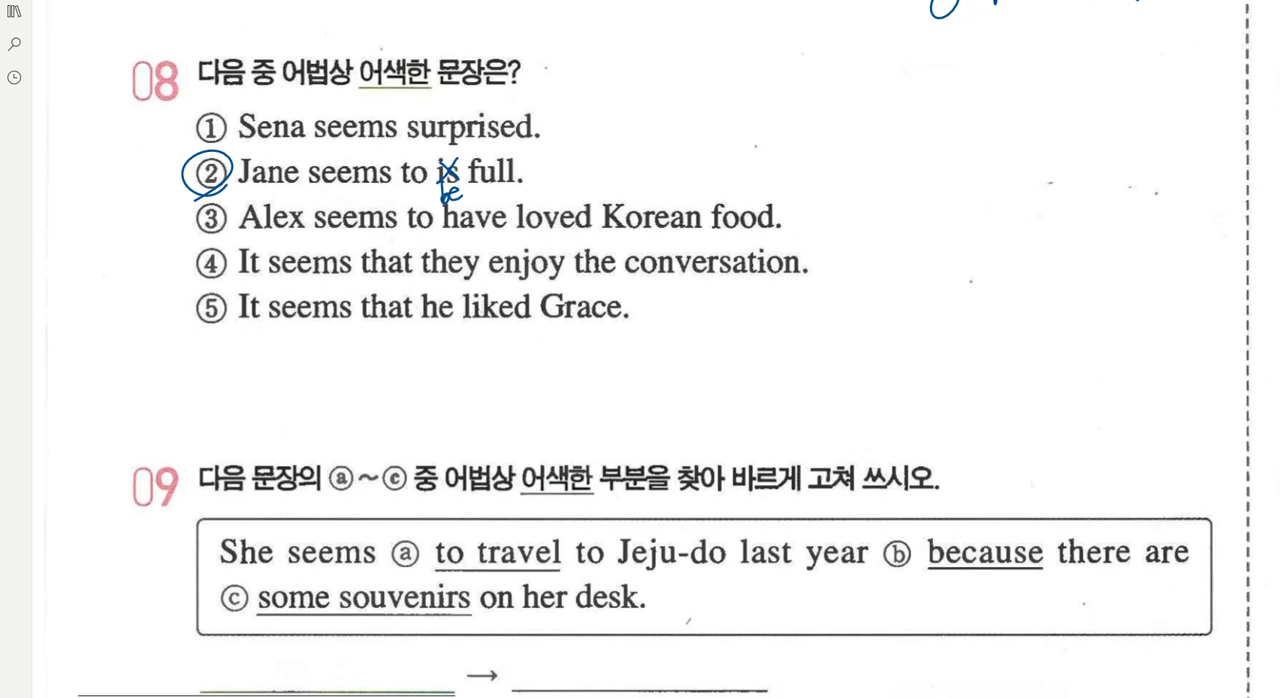 08 다음 중 어법상 어색한 문장은?
① Sena seems surprised.
② Jane seems to is full.
be
③ Alex seems to have loved Korean food.
④ It seems that they enjoy the conversation.
⑤ It seems that he liked Grace.
09 다음 문장의 ⓐ~ⓒ 중 어법상 어색한 부분을 찾아 바르게 고쳐 쓰시오.
She seems ⓐ to travel to Jeju-do last year ⓑ because there are
ⓒ some souvenirs on her desk.
→